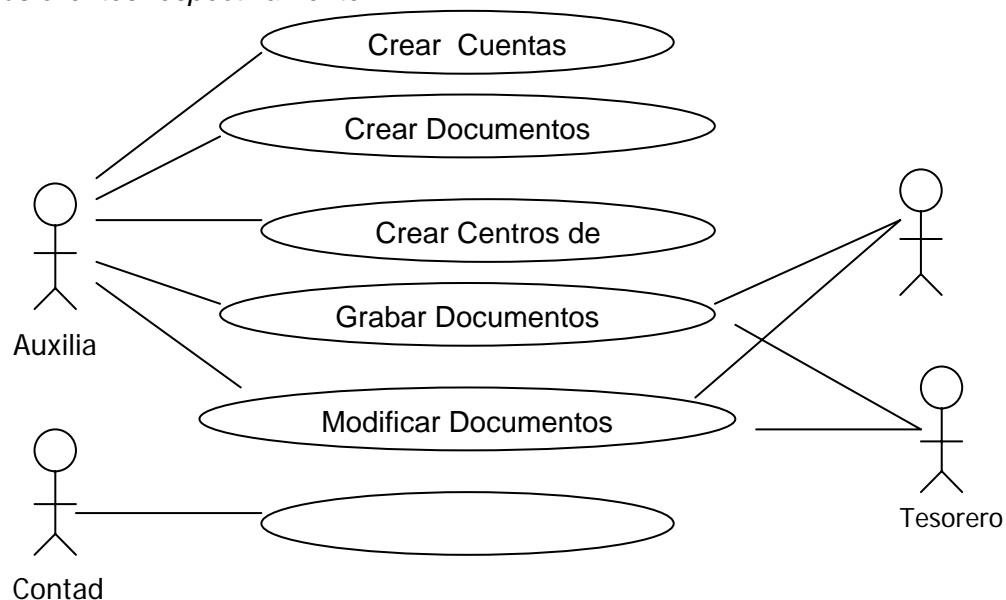 Crear Cuentas
Crear Documentos
Crear Centros de
Grabar Documentos
Auxilia
Modificar Documentos
Tesorero
Contad